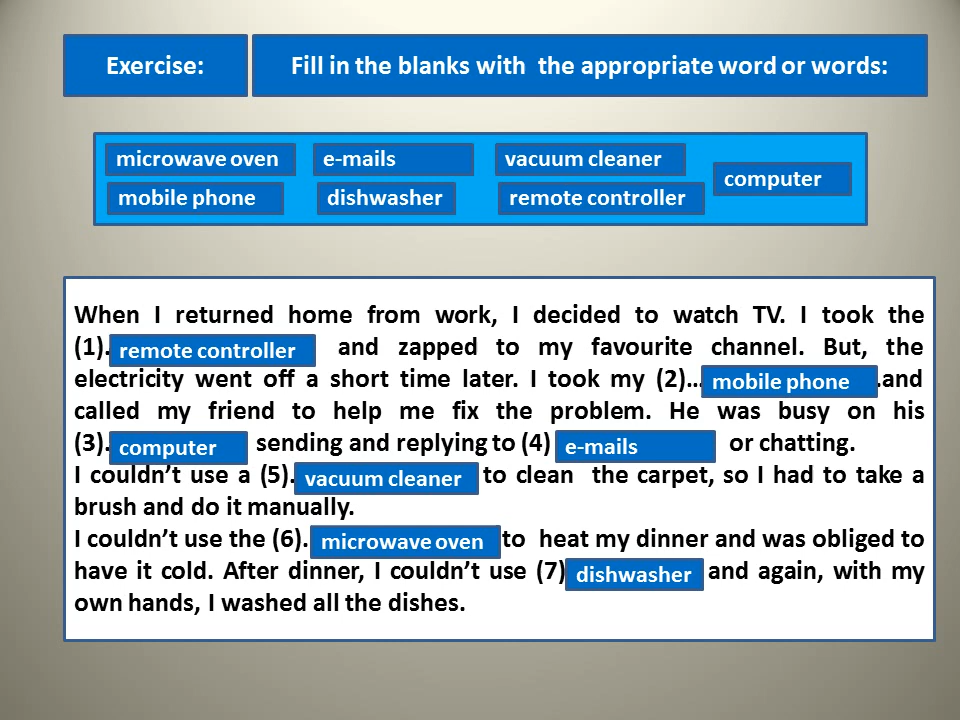 Exercise: Fill in the blanks with the appropriate word or words:
microwave oven e-mails vacuum cleaner computer
mobile phone dishwasher remote controller
When I returned home from work, I decided to watch TV. I took the
(1). remote controller and zapped to my favourite channel. But, the
electricity went off a short time later. I took my (2)… mobile phone .and
called my friend to help me fix the problem. He was busy on his
(3). computer sending and replying to (4) e-mails or chatting.
I couldn't use a (5). vacuum cleaner to clean the carpet, so I had to take a
brush and do it manually.
I couldn't use the (6). microwave oven to heat my dinner and was obliged to
have it cold. After dinner, I couldn't use (7) dishwasher and again, with my
own hands, I washed all the dishes.